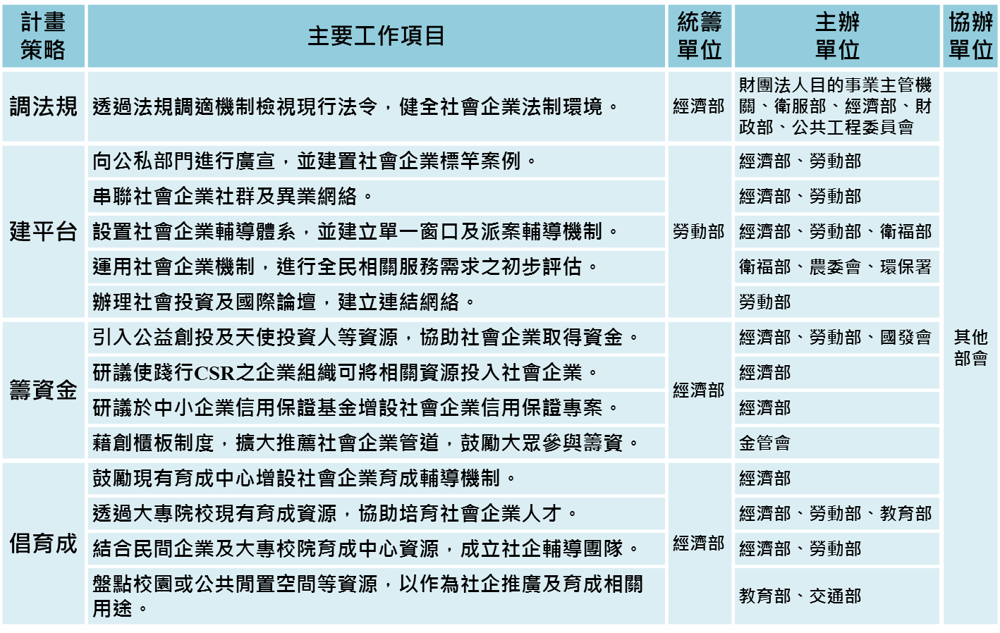 計畫
策略
主要工作項目
統籌
單位
主辦
單位
協辦
單位
調法規
透過法規調適機制檢視現行法令，健全社會企業法制環境。
經濟部
財團法人目的事業主管機
關、衛服部、經濟部、財
政部、公共工程委員會
其他
部會
建平台
向公私部門進行廣宣，並建置社會企業標竿案例。
勞動部
經濟部、勞動部
串聯社會企業社群及異業網絡。
經濟部、勞動部
設置社會企業輔導體系，並建立單一窗口及派案輔導機制。
經濟部、勞動部、衛福部
運用社會企業機制，進行全民相關服務需求之初步評估。
衛福部、農委會、環保署
辦理社會投資及國際論壇，建立連結網絡。
勞動部
籌資金
引入公益創投及天使投資人等資源，協助社會企業取得資金。
經濟部
經濟部、勞動部、國發會
研議使踐行CSR之企業組織可將相關資源投入社會企業。
經濟部
研議於中小企業信用保證基金增設社會企業信用保證專案。
經濟部
藉創櫃板制度，擴大推薦社會企業管道，鼓勵大眾參與籌資。
金管會
倡育成
鼓勵現有育成中心增設社會企業育成輔導機制。
經濟部
經濟部
透過大專院校現有育成資源，協助培育社會企業人才。
經濟部、勞動部、教育部
結合民間企業及大專校院育成中心資源，成立社企輔導團隊。
經濟部、勞動部
盤點校園或公共閒置空間等資源，以作為社企推廣及育成相關
用途。
教育部、交通部